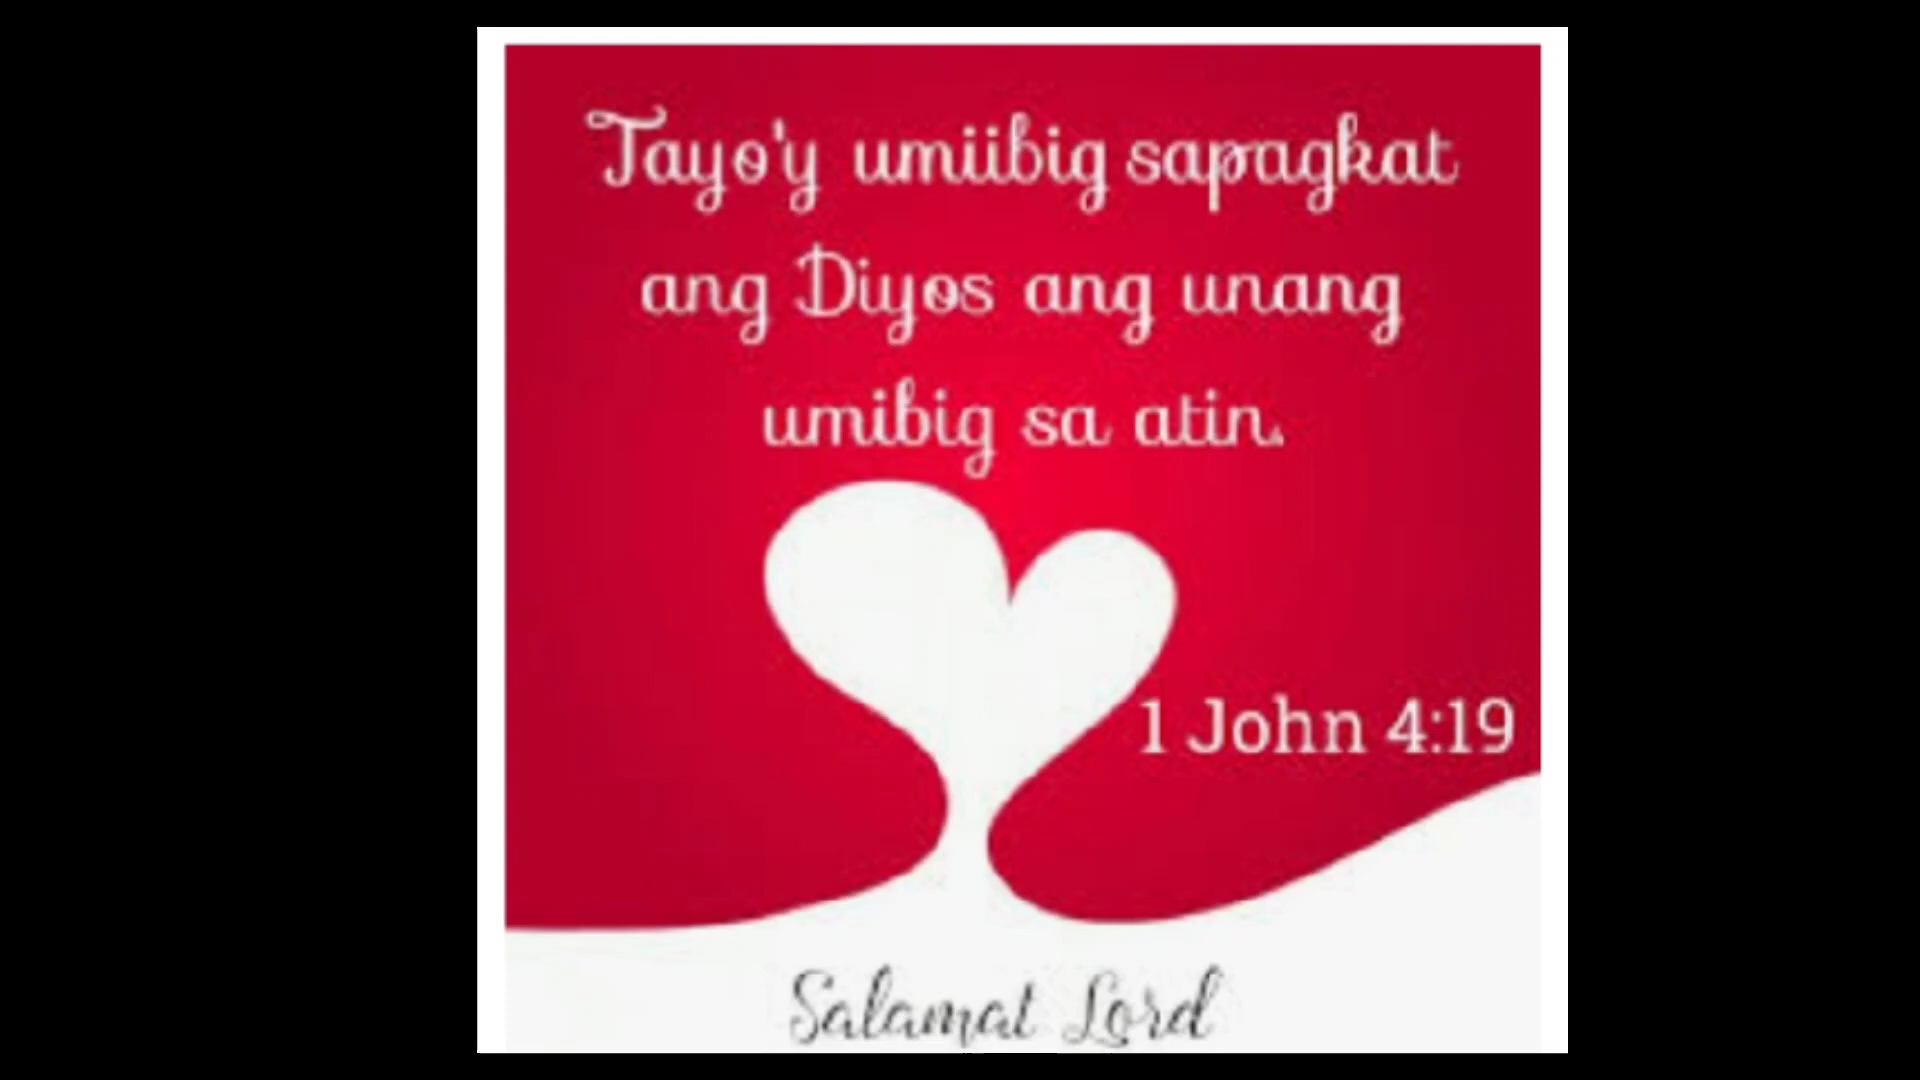 Tayo'y umiibig sapagkat
ang Diyos ang unang
umibig sa atin.
1 John 4:19
Salamat Lord